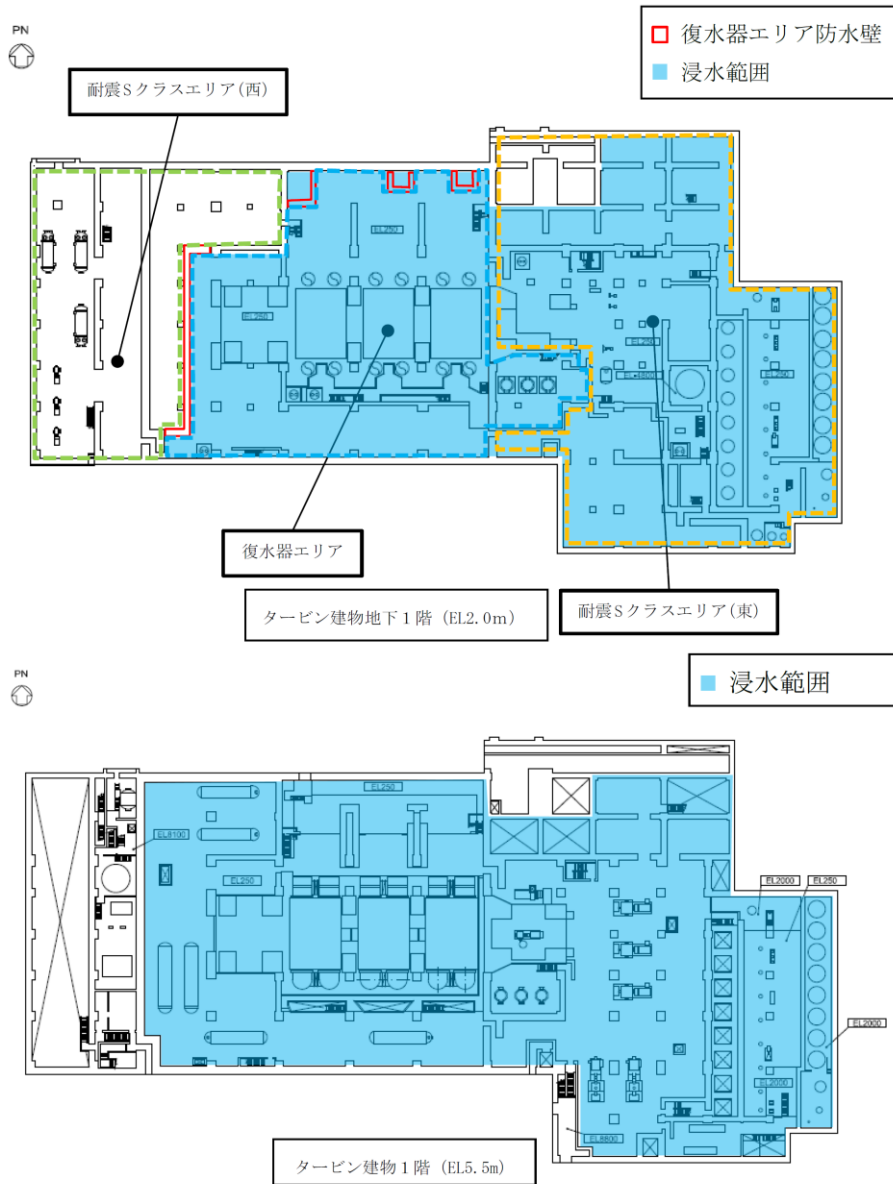 PN
復水器エリア防水壁
浸水範囲
耐震Sクラスエリア(西)
EL250
EL250
EL250
EL250
復水器エリア
耐震Sクラスエリア(東)
タービン建物地下1階 (EL2.0m)
PN
浸水範囲
EL250
EL8100
EL250
EL2000
EL250
EL2000
EL2000
EL8800
タービン建物1階 (EL5.5m)